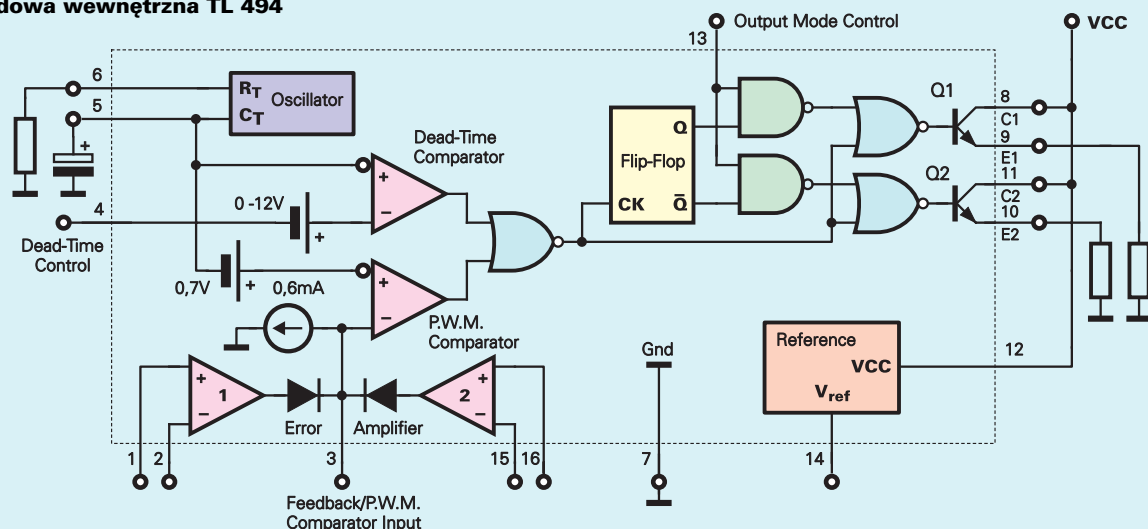 dowa wewnętrzna TL 494
Output Mode Control
VCC
13
6
RT
Oscillator
CT
5
Dead-Time
Comparator
+
−
Q
Flip-Flop
CK
Q̄
Q1
8
C1
9
E1
Q2
11
C2
10
E2
+
4
0 -12V
+
Dead-Time
Control
0,7V
+
0,6mA
+
−
P.W.M.
Comparator
Gnd
Reference
VCC
Vref
12
+
1
−
+
2
−
Error
Amplifier
1
2
3
15
16
7
14
Feedback/P.W.M.
Comparator Input